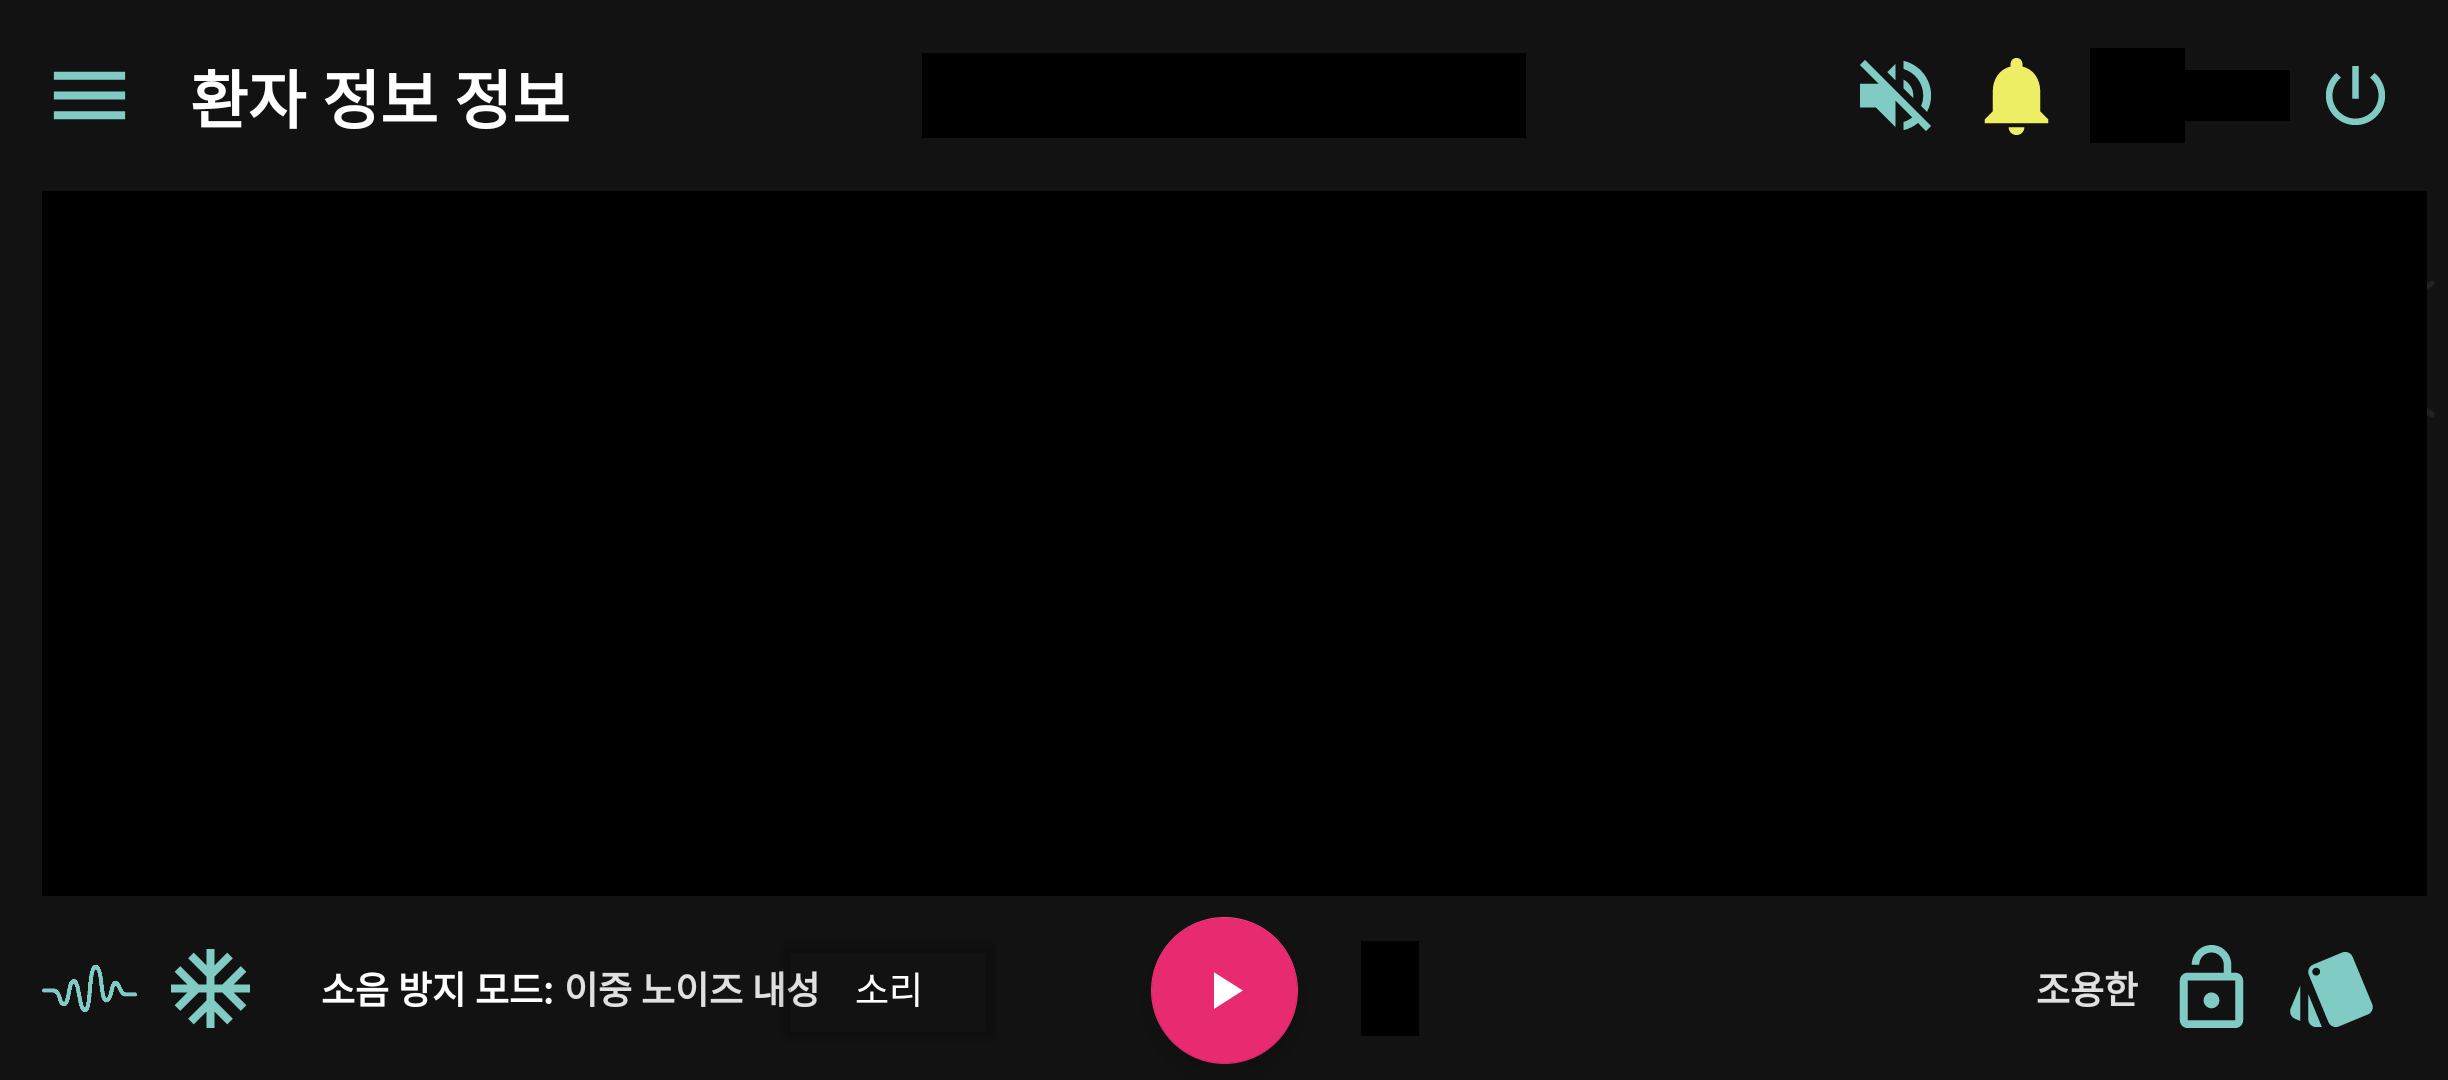 환자 정보 정보
소음 방지 모드: 이중 노이즈 내성 소리
조용한